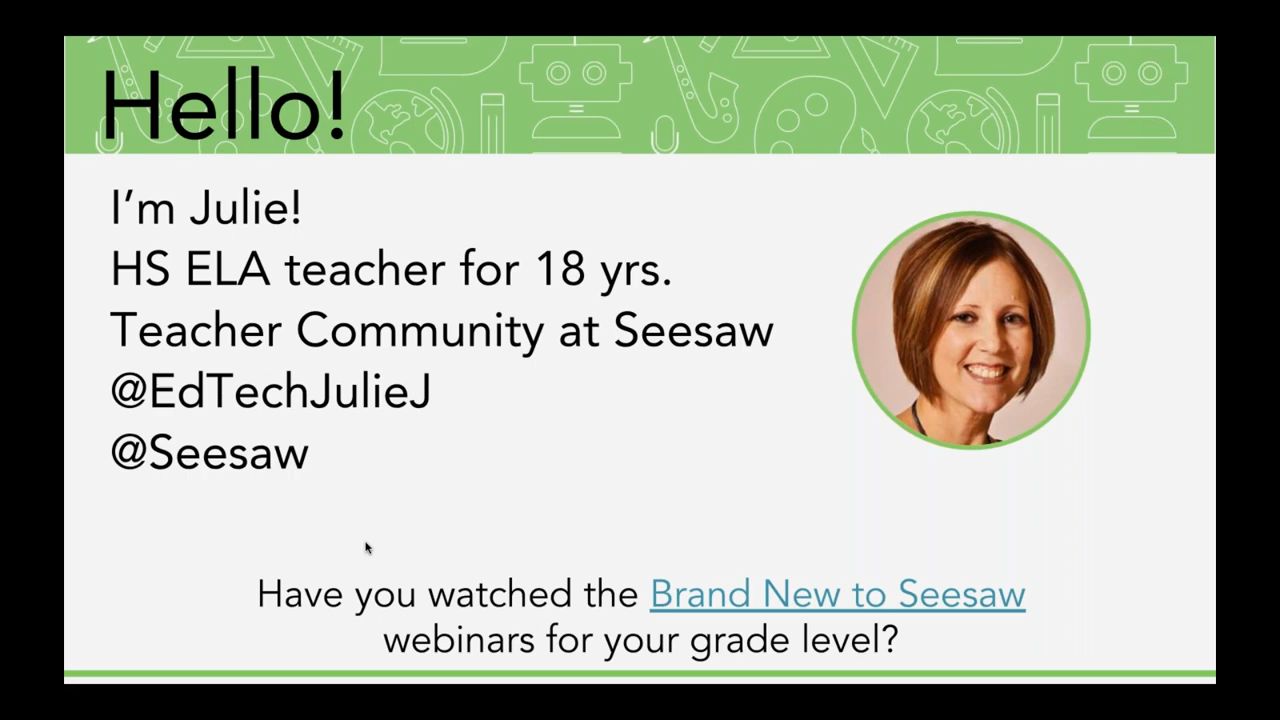 Hello!
I’m Julie!
HS ELA teacher for 18 yrs.
Teacher Community at Seesaw
@EdTechJulieJ
@Seesaw
Have you watched the Brand New to Seesaw
webinars for your grade level?